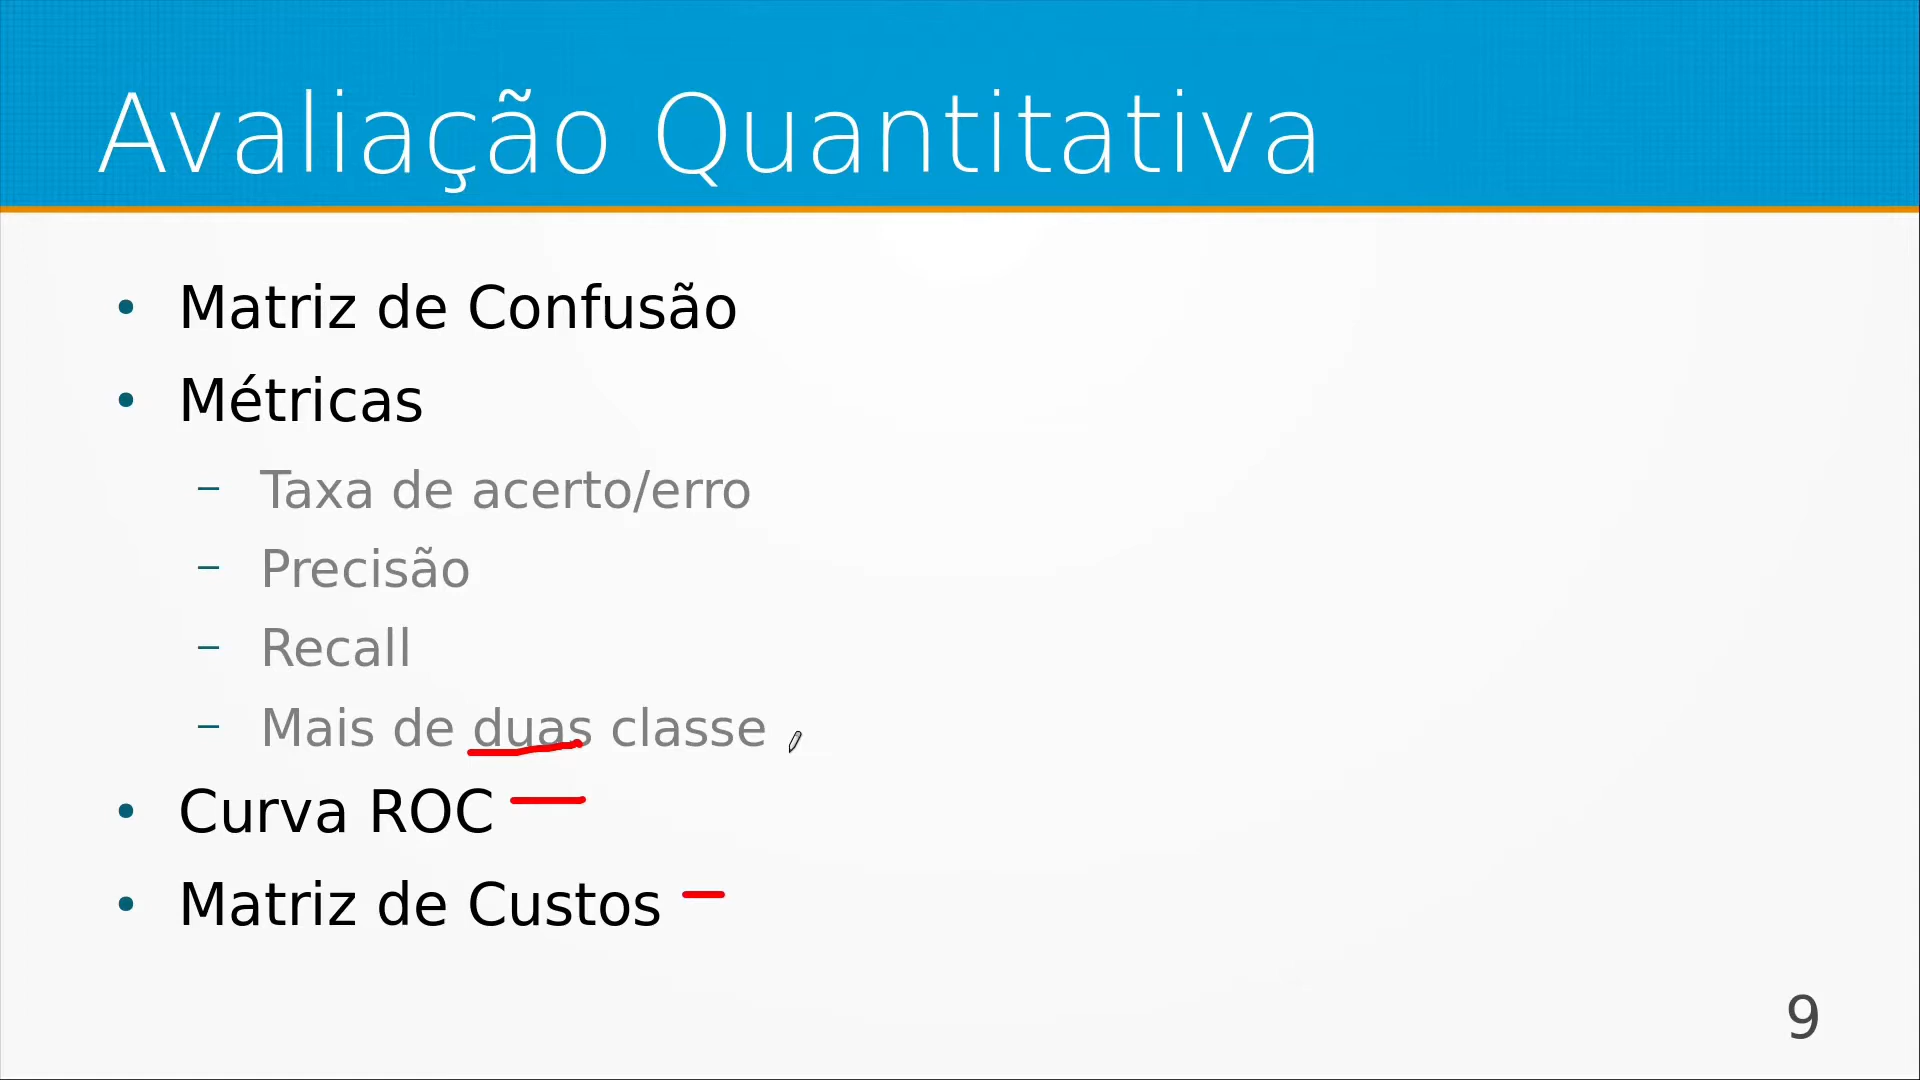 Avaliação Quantitativa
• Matriz de Confusão
• Métricas
– Taxa de acerto/erro
– Precisão
– Recall
– Mais de duas classe
• Curva ROC
• Matriz de Custos
9